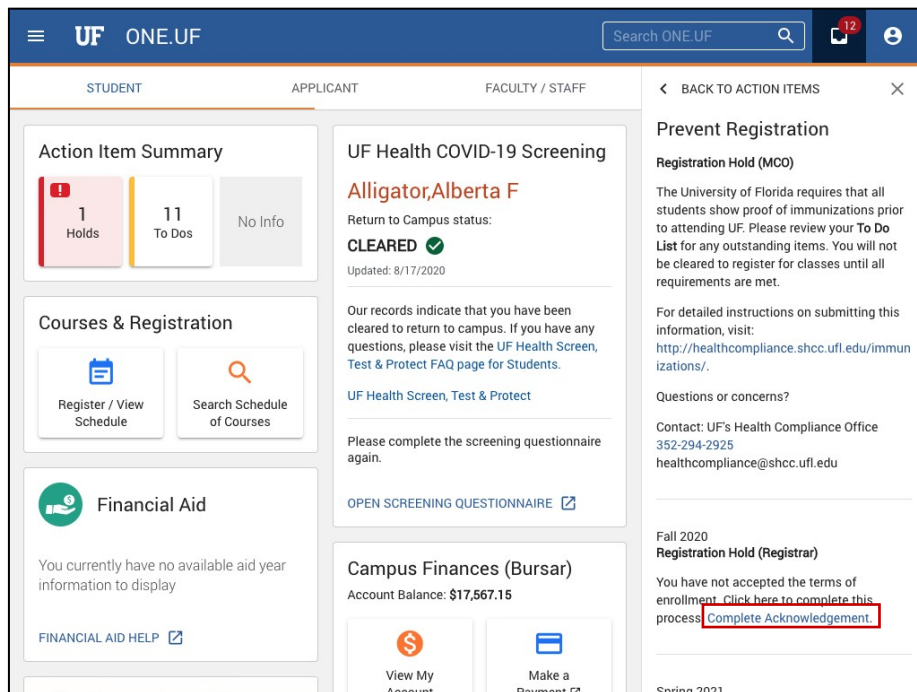 UF ONE.UF
Search ONE.UF
12
STUDENT
APPLICANT
FACULTY / STAFF
Action Item Summary
!
1
Holds
11
To Dos
No Info
Courses & Registration
Register / View
Schedule
Search Schedule
of Courses
Financial Aid
You currently have no available aid year
information to display
FINANCIAL AID HELP
UF Health COVID-19 Screening
Alligator,Alberta F
Return to Campus status:
CLEARED
Updated: 8/17/2020
Our records indicate that you have been
cleared to return to campus. If you have any
questions, please visit the UF Health Screen,
Test & Protect FAQ page for Students.
UF Health Screen, Test & Protect
Please complete the screening questionnaire
again.
OPEN SCREENING QUESTIONNAIRE
Campus Finances (Bursar)
Account Balance: $17,567.15
$
View My
Account
Make a
Payment
BACK TO ACTION ITEMS
Prevent Registration
Registration Hold (MCO)
The University of Florida requires that all
students show proof of immunizations prior
to attending UF. Please review your To Do
List for any outstanding items. You will not
be cleared to register for classes until all
requirements are met.
For detailed instructions on submitting this
information, visit:
http://healthcompliance.shcc.ufl.edu/immun
izations/.
Questions or concerns?
Contact: UF's Health Compliance Office
352-294-2925
healthcompliance@shcc.ufl.edu
Fall 2020
Registration Hold (Registrar)
You have not accepted the terms of
enrollment. Click here to complete this
process Complete Acknowledgement.
Spring 2021